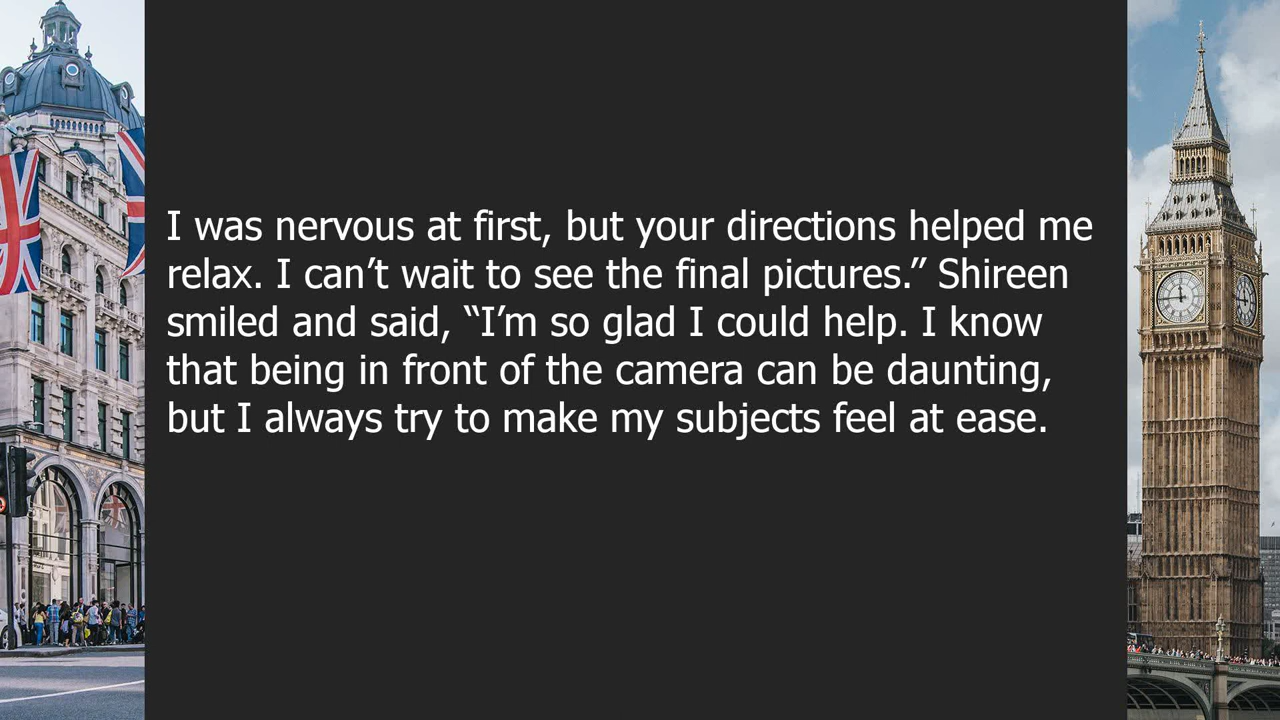 I was nervous at first, but your directions helped me
relax. I can’t wait to see the final pictures.” Shireen
smiled and said, “I’m so glad I could help. I know
that being in front of the camera can be daunting,
but I always try to make my subjects feel at ease.